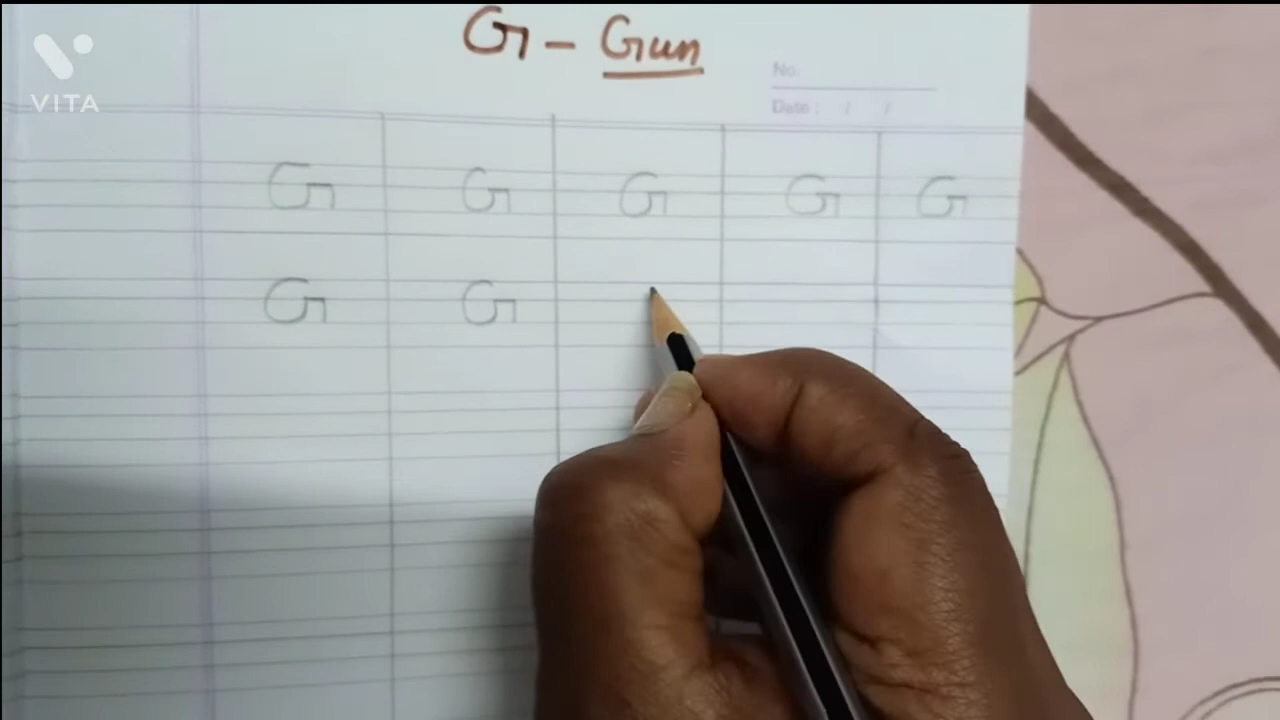 G - Gun
VITA
No.
Date : / /
G G G G G
G G